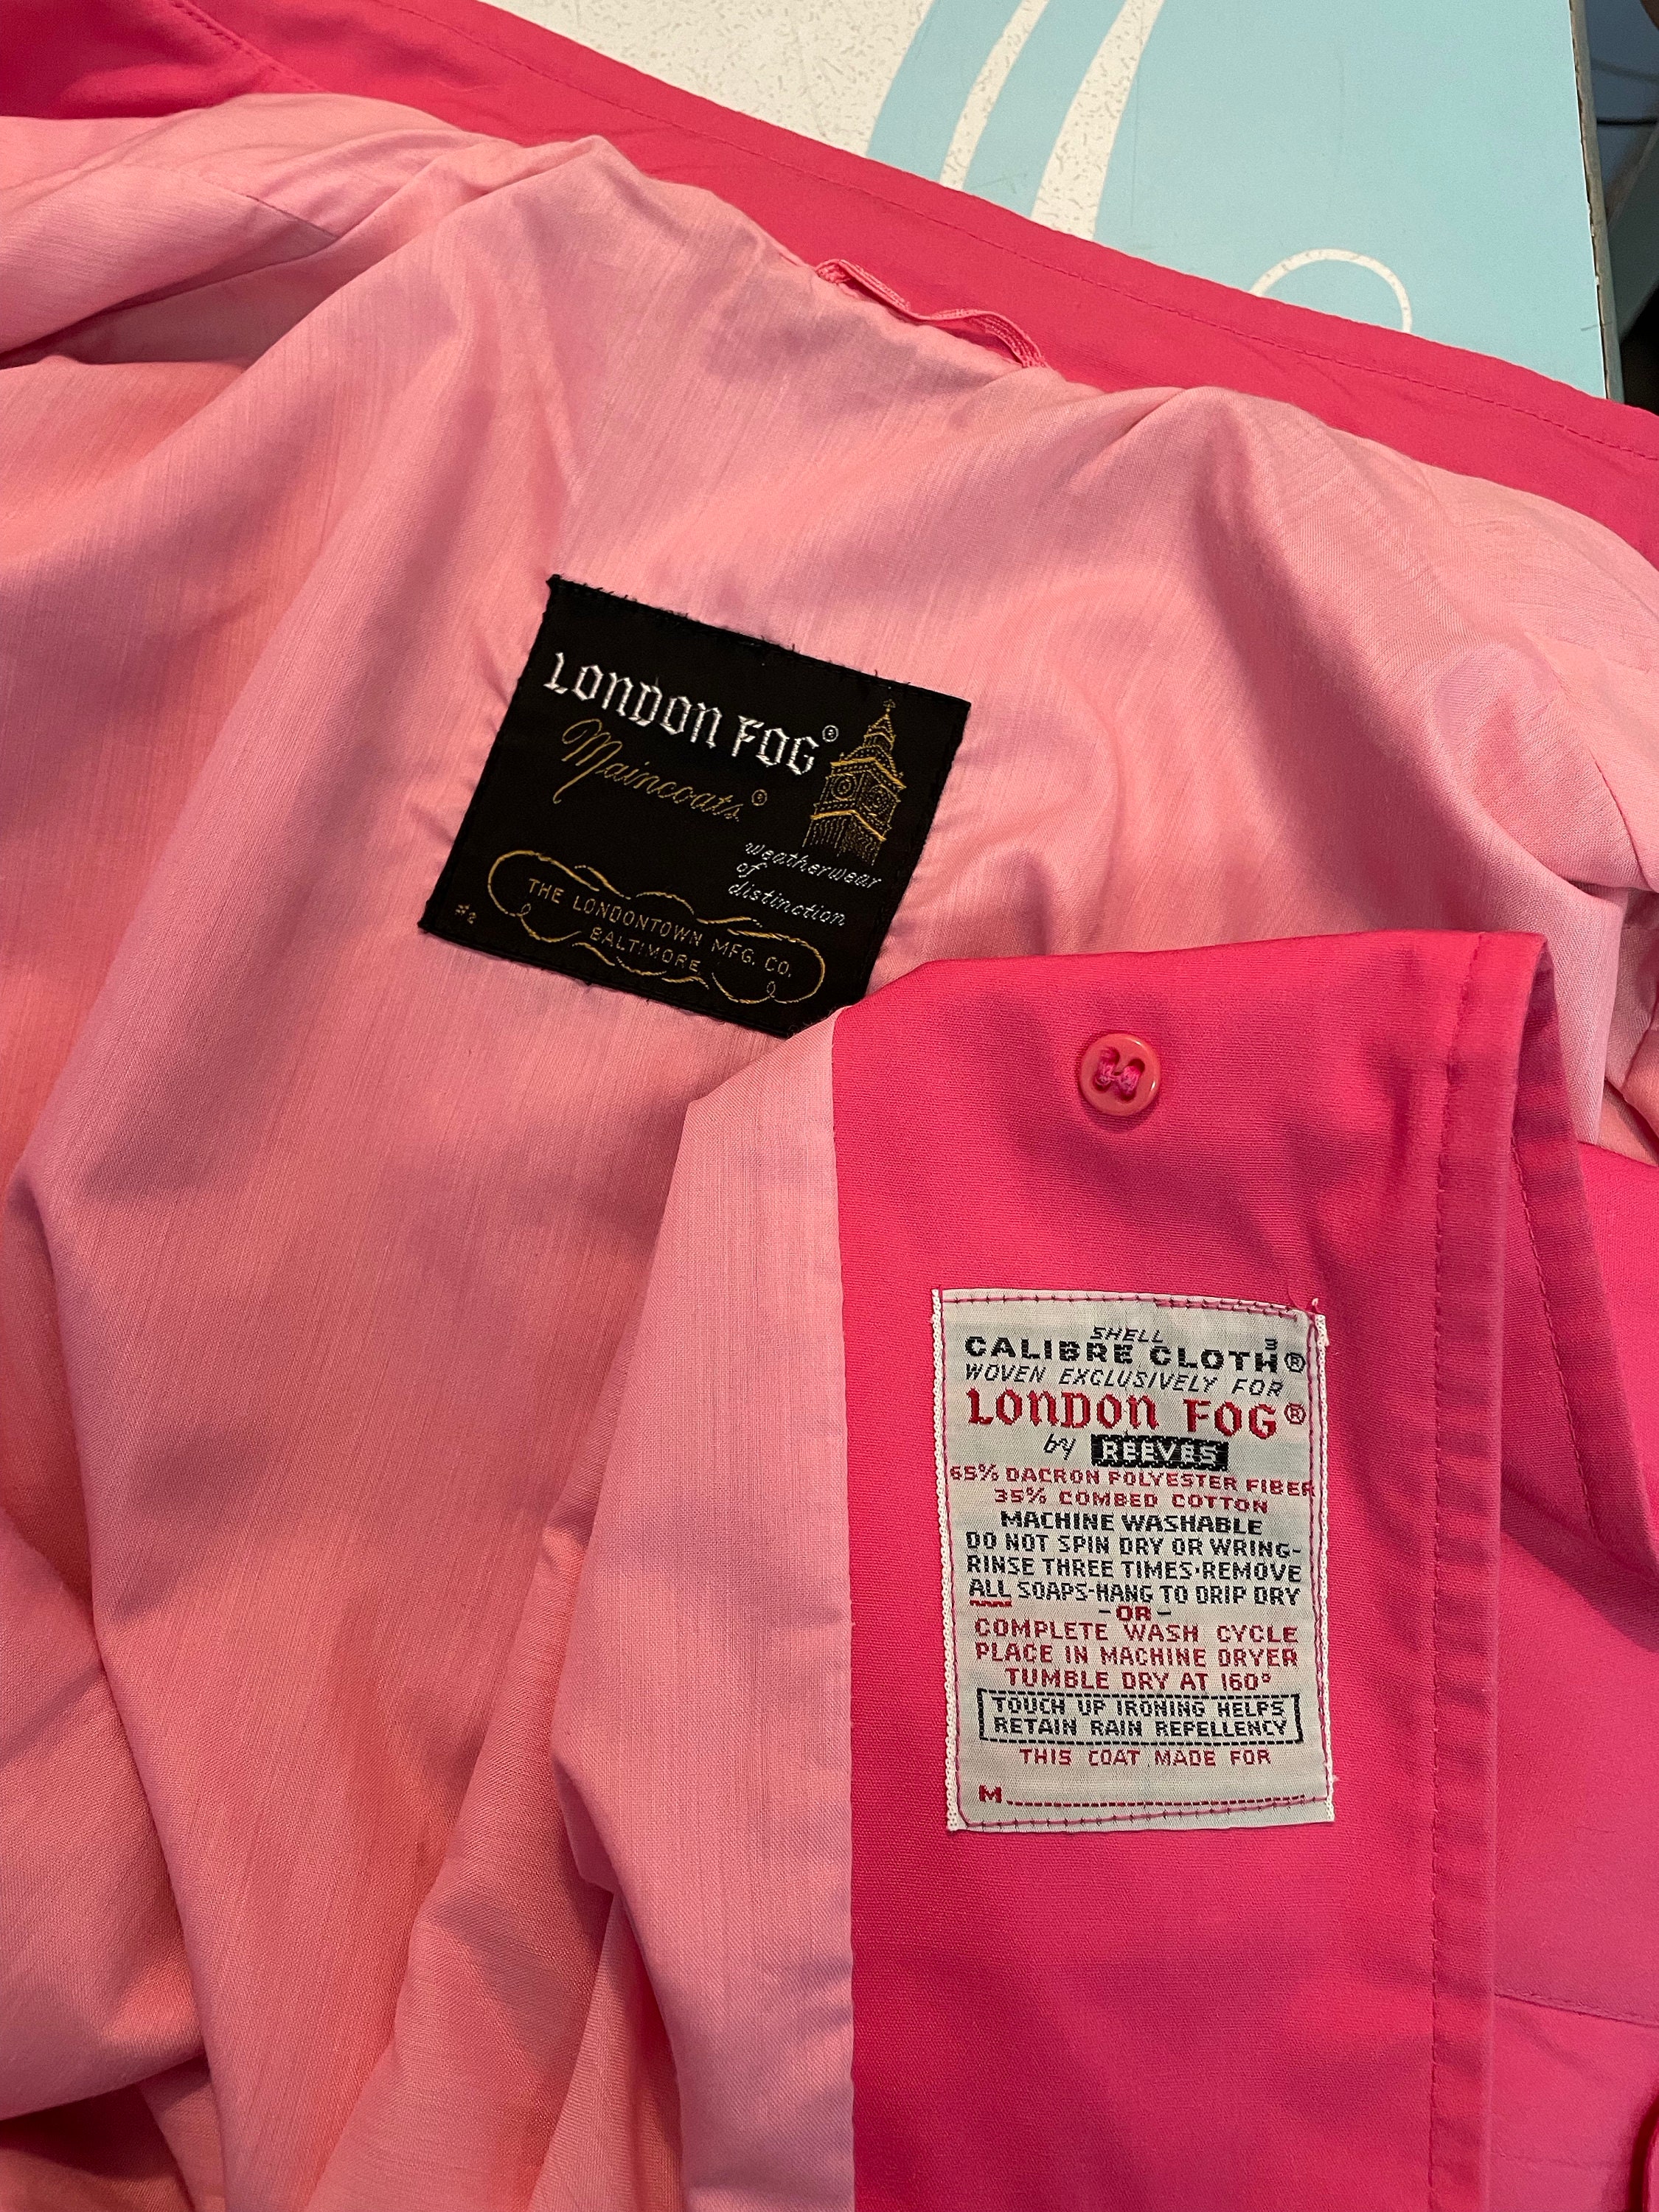 LONDON FOG®
Maincoats®
weatherwear
of
distinction
THE LONDONTOWN MFG. CO.
BALTIMORE
#2
SHELL
CALIBRE CLOTH³®
WOVEN EXCLUSIVELY FOR
LONDON FOG®
by REEVES
65% DACRON POLYESTER FIBER
35% COMBED COTTON
MACHINE WASHABLE
DO NOT SPIN DRY OR WRING-
RINSE THREE TIMES·REMOVE
ALL SOAPS-HANG TO DRIP DRY
-OR-
COMPLETE WASH CYCLE
PLACE IN MACHINE DRYER
TUMBLE DRY AT 160°
TOUCH UP IRONING HELPS
RETAIN RAIN REPELLENCY
THIS COAT MADE FOR
M